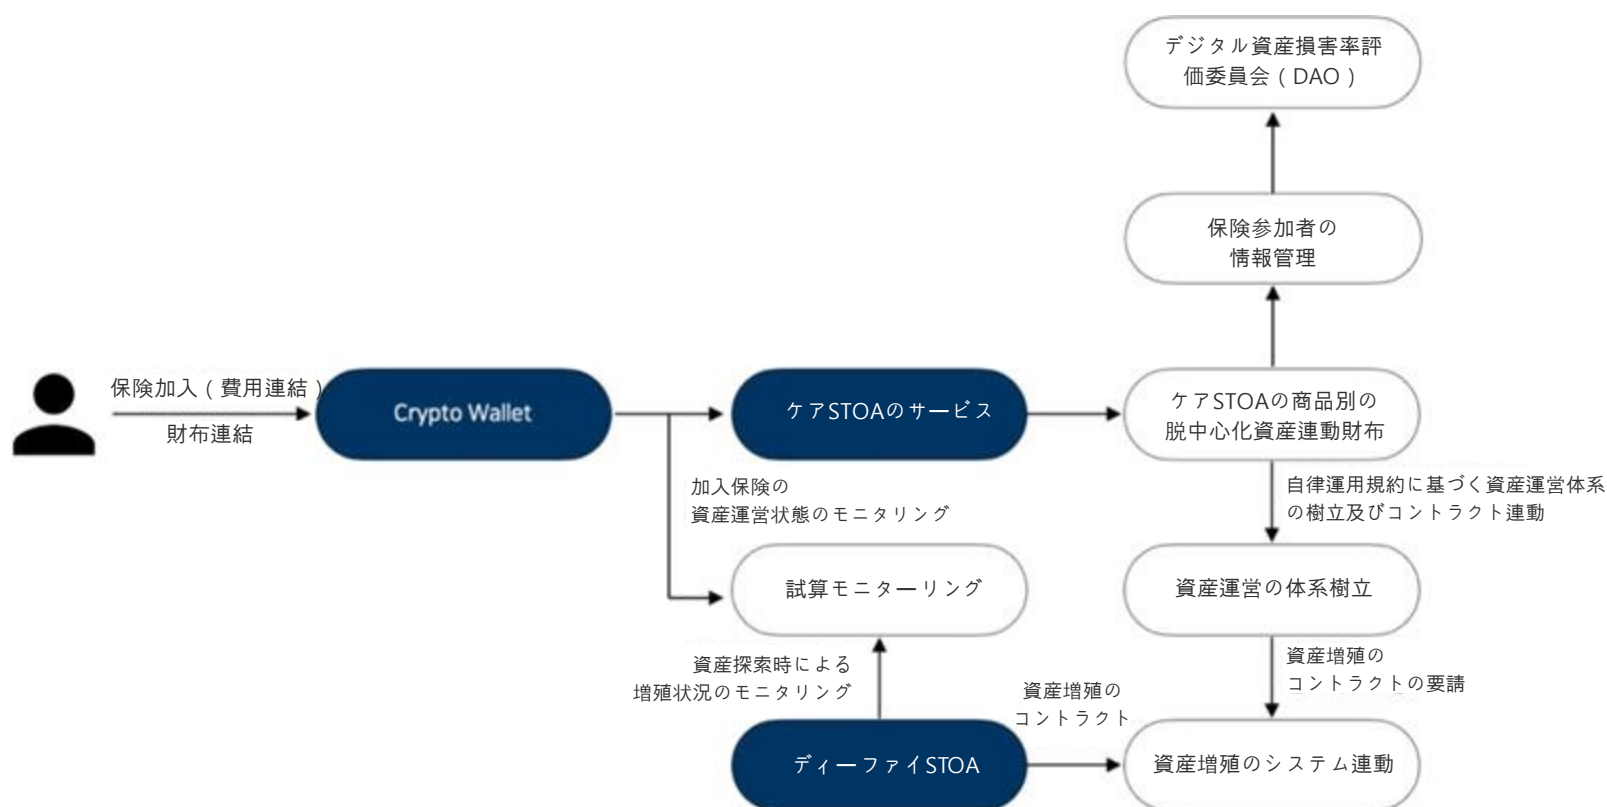 デジタル資産損害率評
価委員会 ( DAO )
保険参加者の
情報管理
保険加入 ( 費用連結 )
財布連結
Crypto Wallet
ケアSTOAのサービス
ケアSTOAの商品別の
脱中心化資産連動財布
加入保険の
資産運営状態のモニタリング
自律運用規約に基づく資産運営体系
の樹立及びコントラクト連動
試算モニターリング
資産運営の体系樹立
資産探索時による
増殖状況のモニタリング
資産増殖の
コントラクト
資産増殖の
コントラクトの要請
ディーファイSTOA
資産増殖のシステム連動